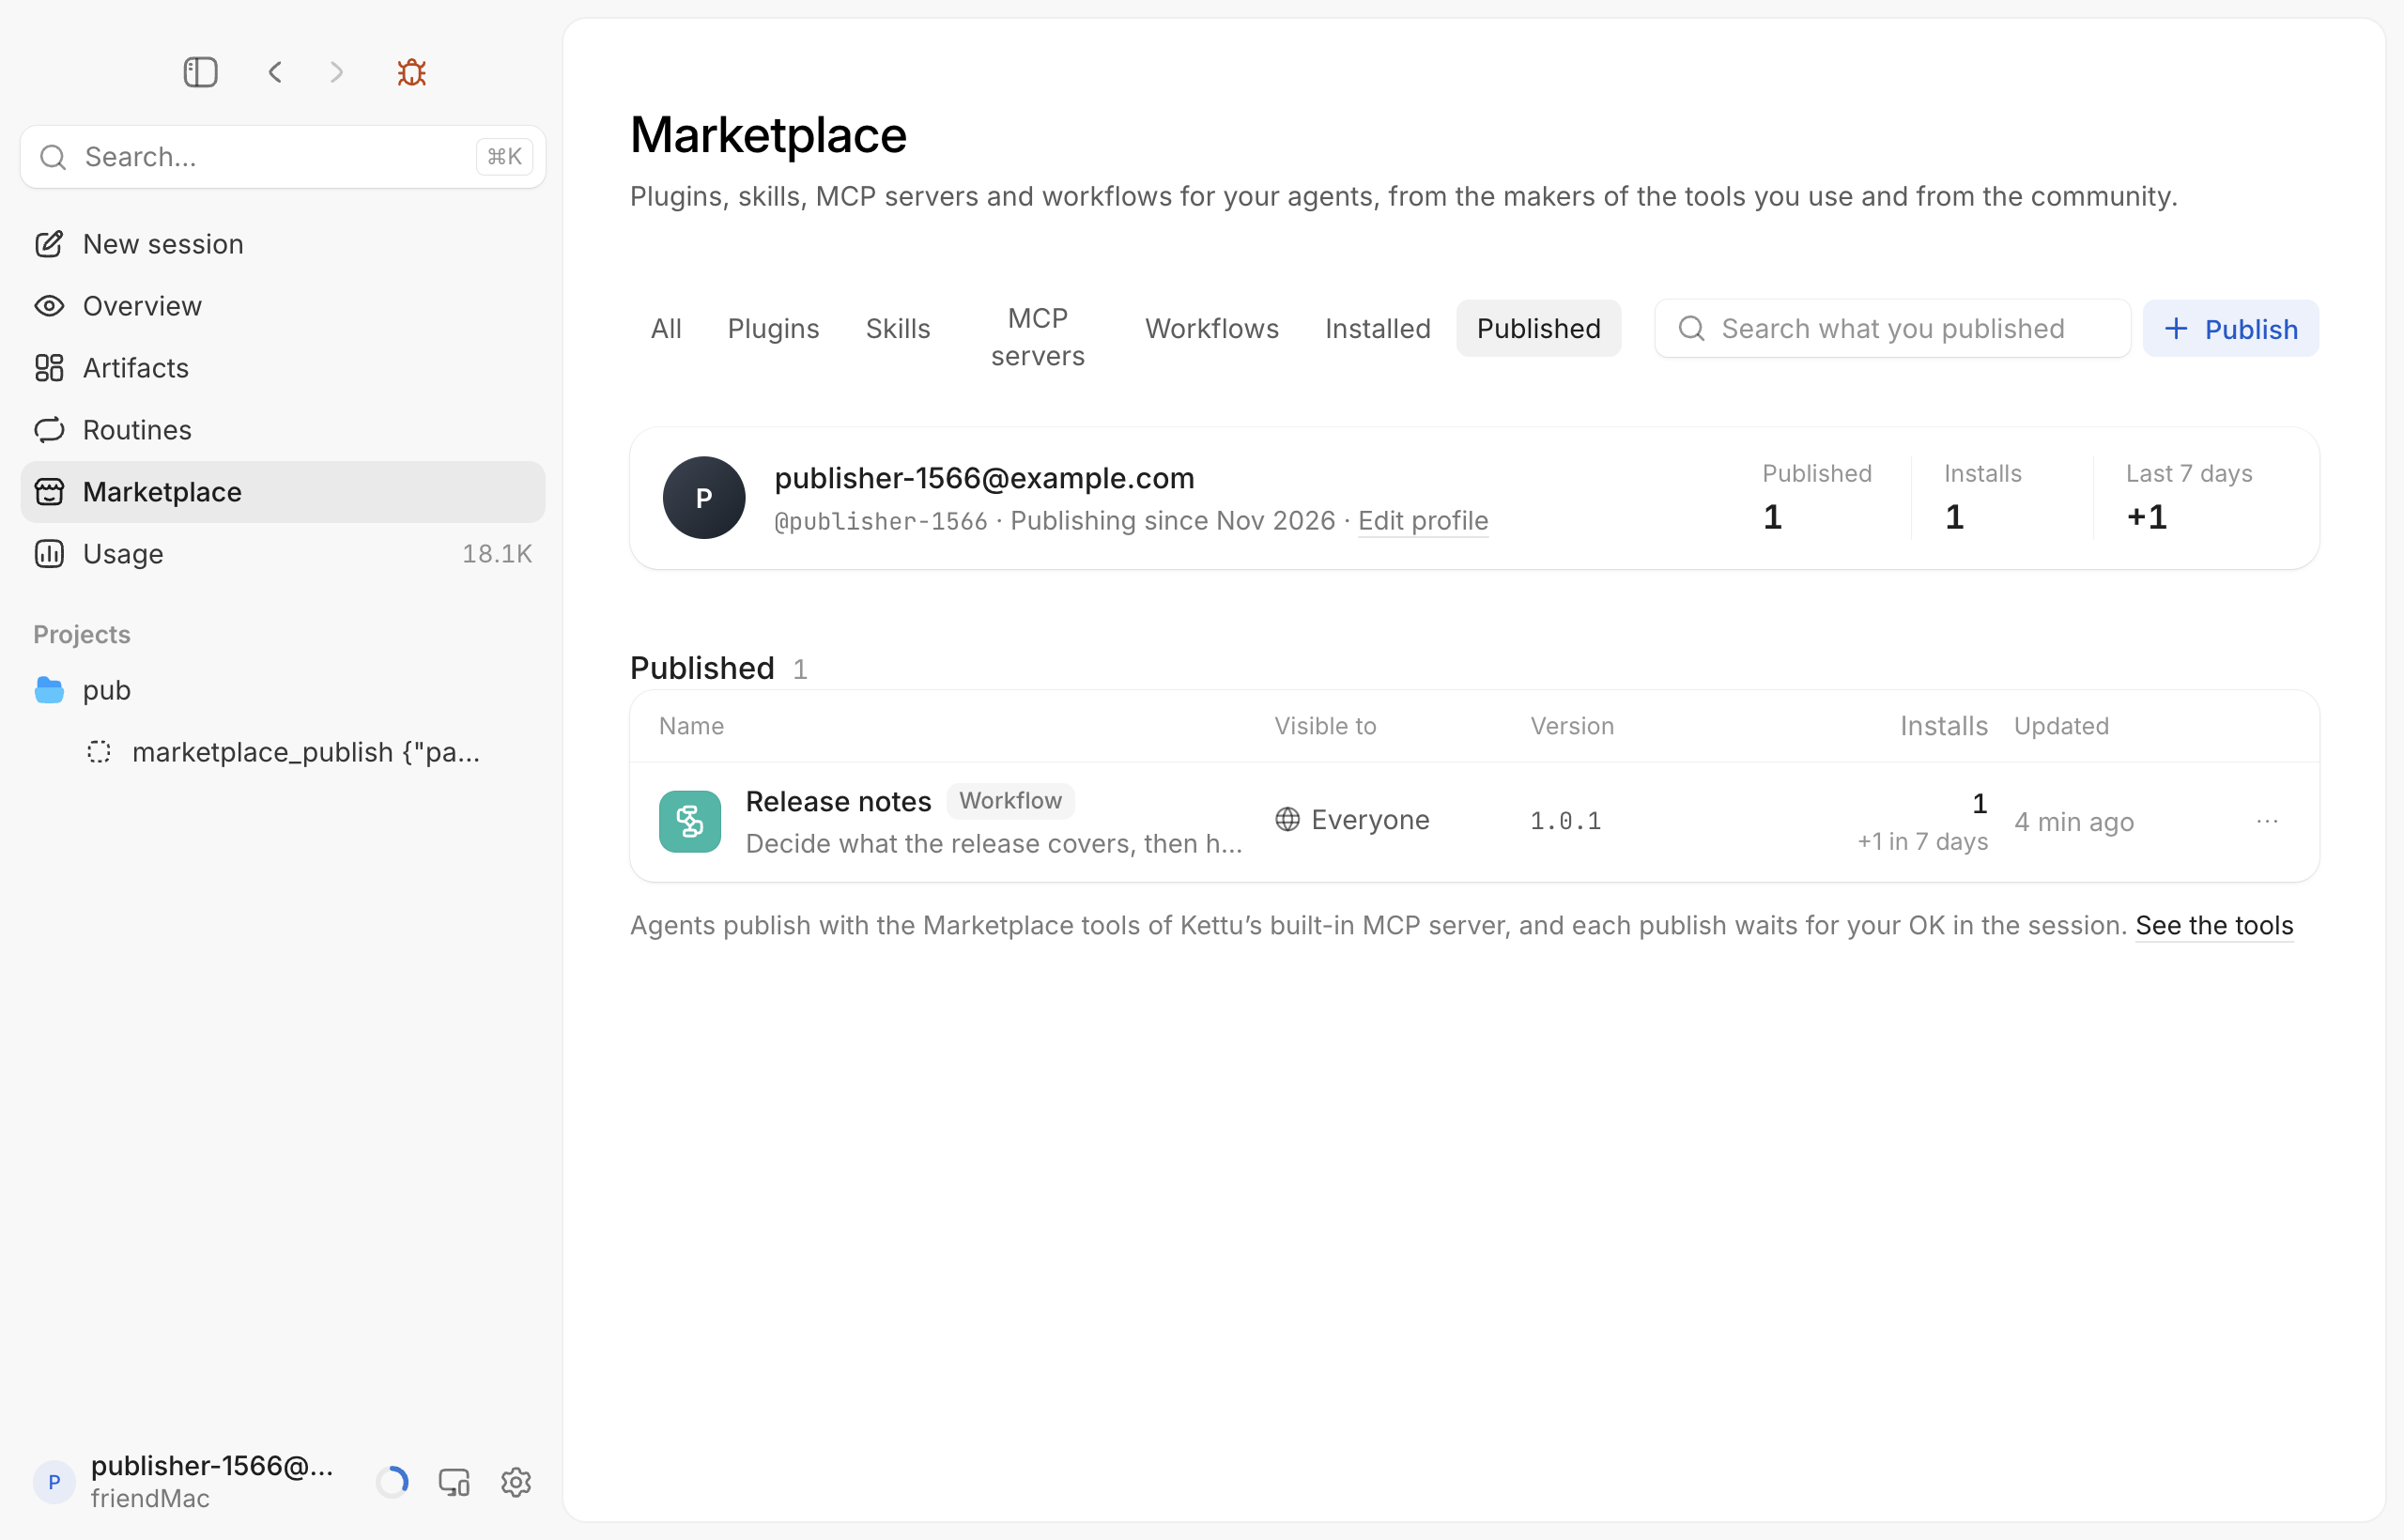 Search...
⌘K
New session
Overview
Artifacts
Routines
Marketplace
Usage
18.1K
Projects
pub
marketplace_publish {"pa...
P
publisher-1566@...
friendMac
Marketplace
Plugins, skills, MCP servers and workflows for your agents, from the makers of the tools you use and from the community.
All
Plugins
Skills
MCP
servers
Workflows
Installed
Published
Search what you published
Publish
P
publisher-1566@example.com
@publisher-1566 · Publishing since Nov 2026 · Edit profile
Published
1
Installs
1
Last 7 days
+1
Published 1
Name
Visible to
Version
Installs
Updated
Release notes
Workflow
Decide what the release covers, then h...
Everyone
1.0.1
1
+1 in 7 days
4 min ago
Agents publish with the Marketplace tools of Kettu’s built-in MCP server, and each publish waits for your OK in the session. See the tools